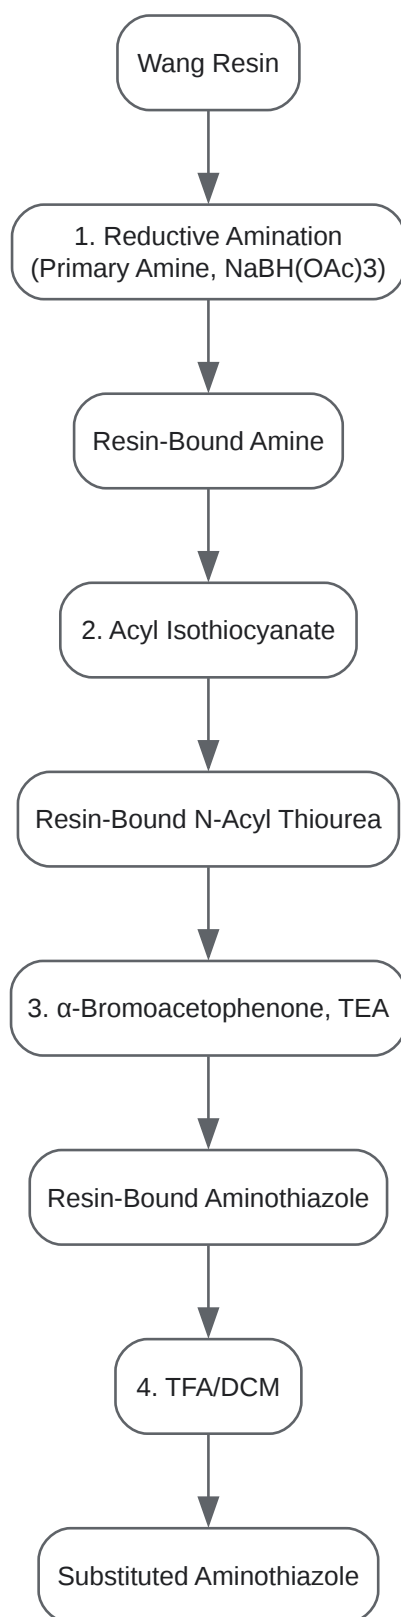 Wang Resin
1. Reductive Amination
(Primary Amine, NaBH(OAc)3)
Resin-Bound Amine
2. Acyl Isothiocyanate
Resin-Bound N-Acyl Thiourea
3. α-Bromoacetophenone, TEA
Resin-Bound Aminothiazole
4. TFA/DCM
Substituted Aminothiazole